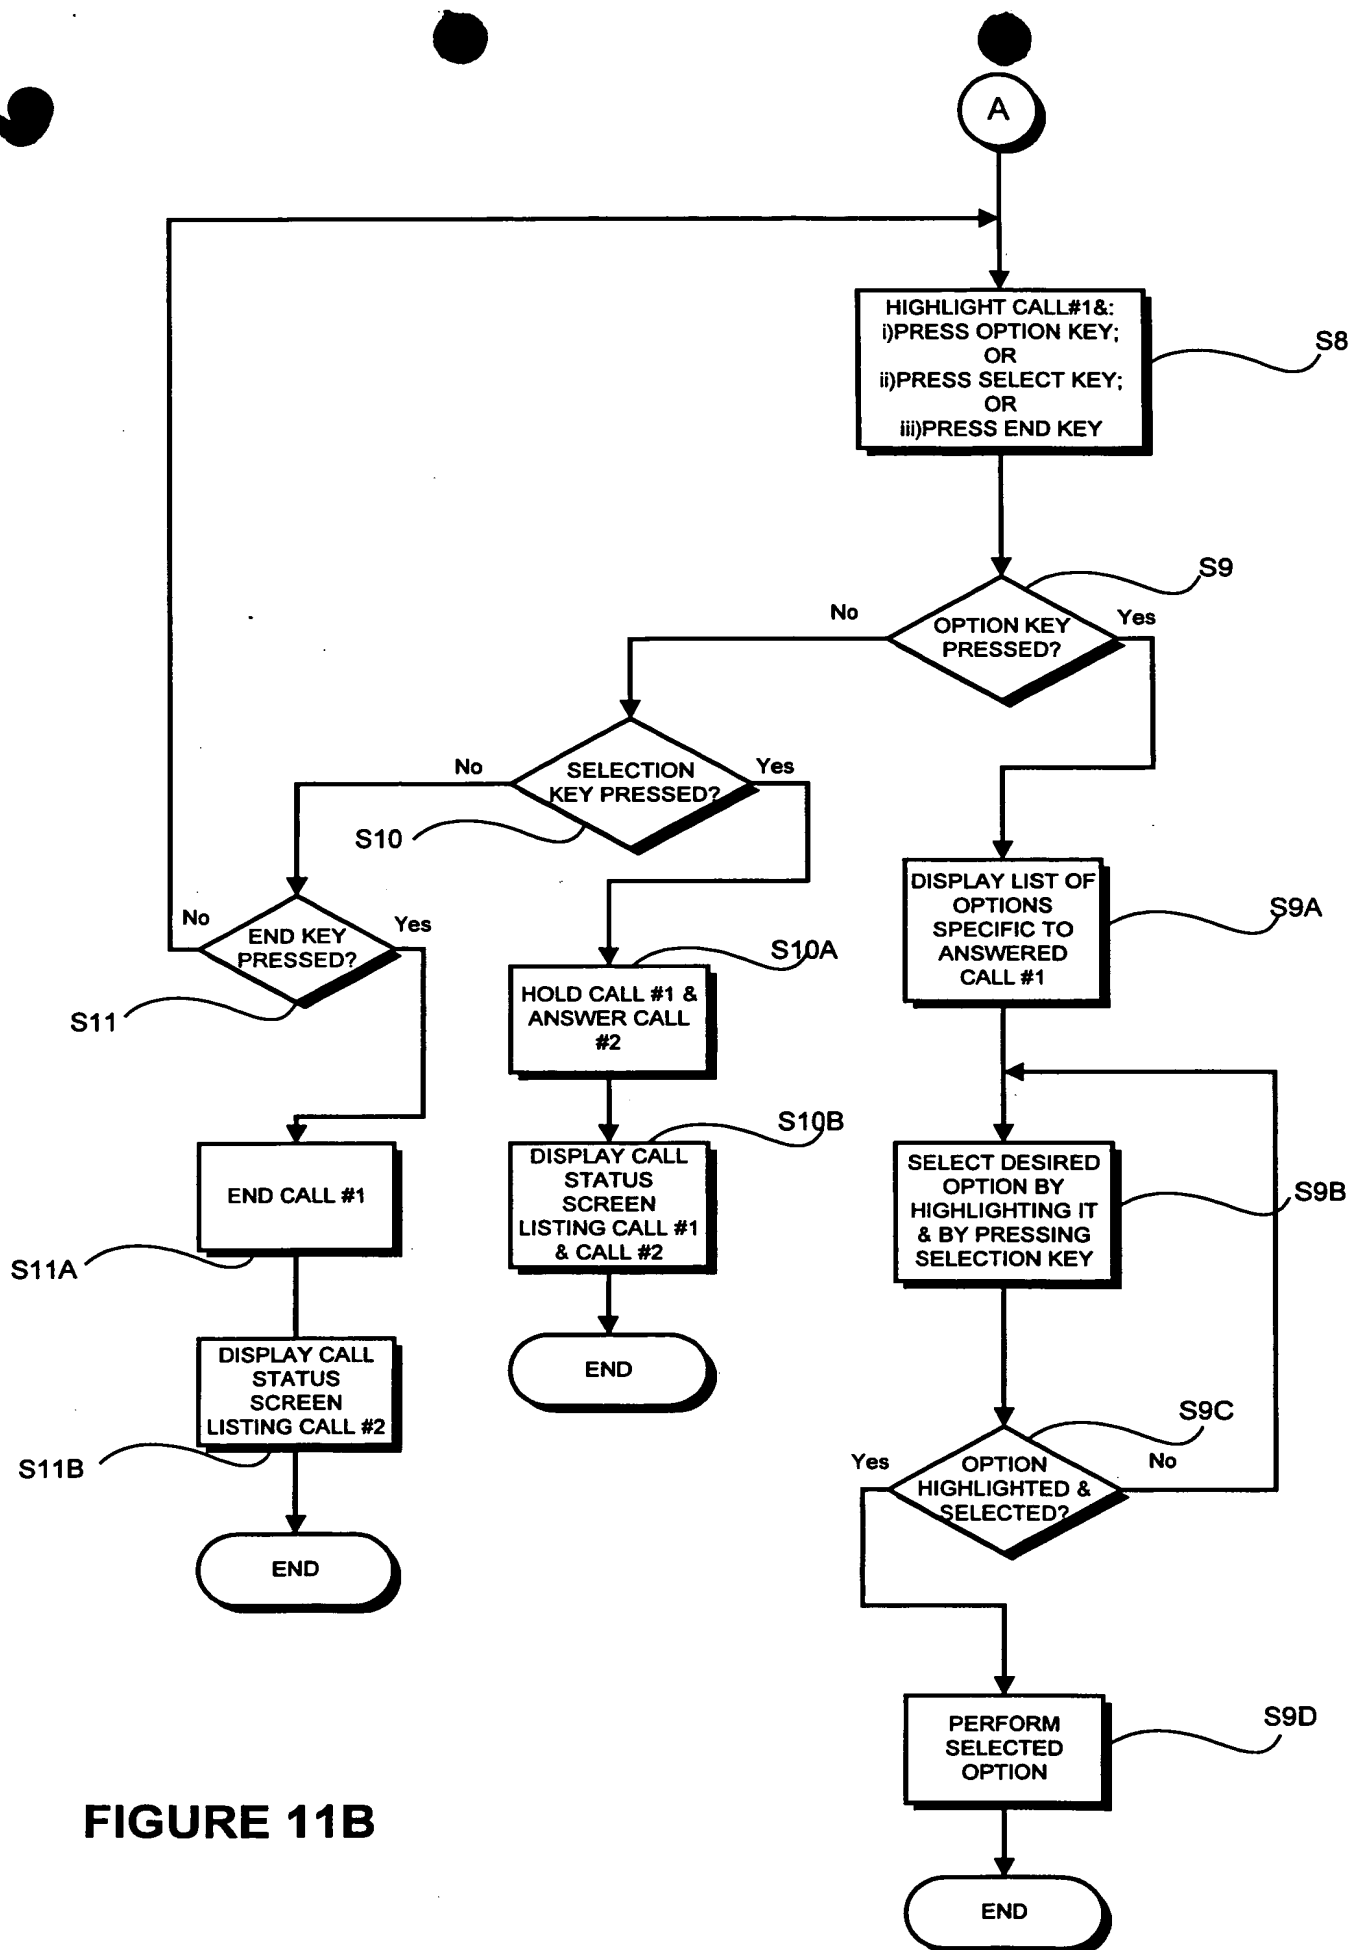 A
HIGHLIGHT CALL#1&:
i)PRESS OPTION KEY;
OR
ii)PRESS SELECT KEY;
OR
iii)PRESS END KEY
S8
S9
No
OPTION KEY
PRESSED?
Yes
No
SELECTION
KEY PRESSED?
Yes
S10
DISPLAY LIST OF
OPTIONS
SPECIFIC TO
ANSWERED
CALL #1
S9A
No
END KEY
PRESSED?
Yes
S11
S10A
HOLD CALL #1 &
ANSWER CALL
#2
S10B
DISPLAY CALL
STATUS
SCREEN
LISTING CALL #1
& CALL #2
END
END CALL #1
S11A
DISPLAY CALL
STATUS
SCREEN
LISTING CALL #2
S11B
END
SELECT DESIRED
OPTION BY
HIGHLIGHTING IT
& BY PRESSING
SELECTION KEY
S9B
S9C
Yes
OPTION
HIGHLIGHTED &
SELECTED?
No
PERFORM
SELECTED
OPTION
S9D
END
FIGURE 11B